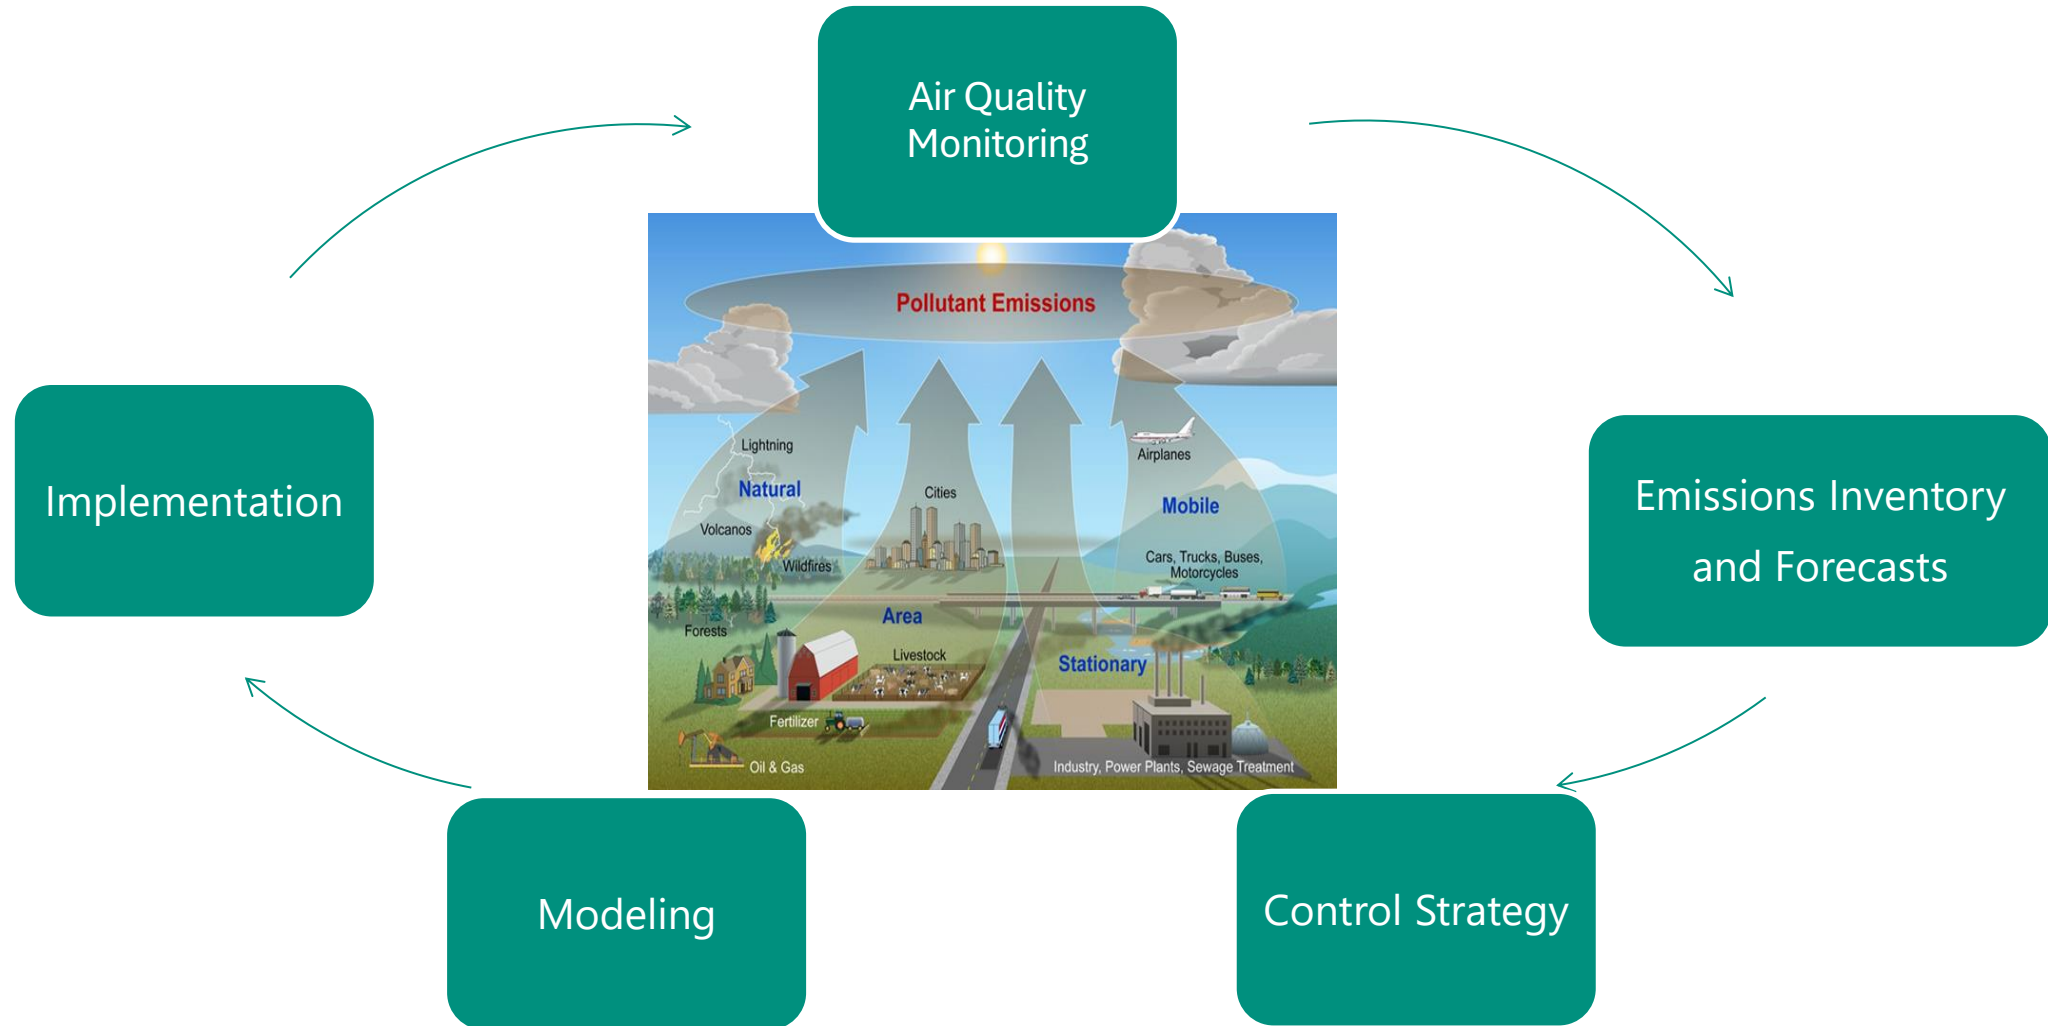 Air Quality
Monitoring
Pollutant Emissions
Lightning
Natural
Volcanos
Wildfires
Forests
Cities
Airplanes
Mobile
Cars, Trucks, Buses,
Motorcycles
Area
Livestock
Fertilizer
Oil & Gas
Stationary
Industry, Power Plants, Sewage Treatment
Implementation
Emissions Inventory
and Forecasts
Modeling
Control Strategy